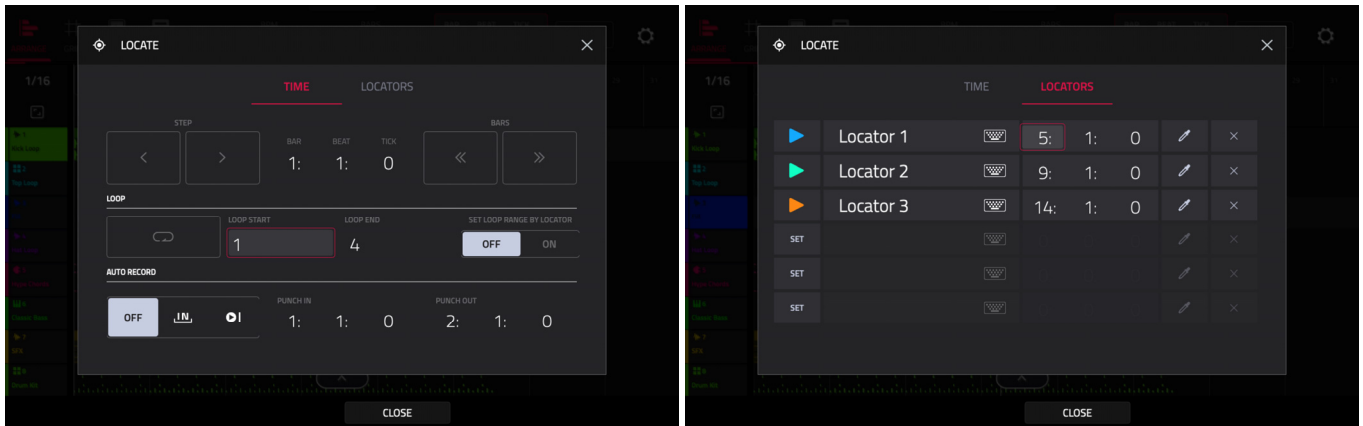 LOCATE
TIME LOCATORS
1/16
STEP BARS
BAR BEAT TICK
1: 1: 0
LOOP
LOOP START LOOP END SET LOOP RANGE BY LOCATOR
1 4 OFF ON
AUTO RECORD
PUNCH IN PUNCH OUT
OFF IN 1: 1: 0 2: 1: 0
CLOSE
LOCATE
TIME LOCATORS
1/16
Locator 1 5: 1: 0
Locator 2 9: 1: 0
Locator 3 14: 1: 0
SET
SET
SET
CLOSE